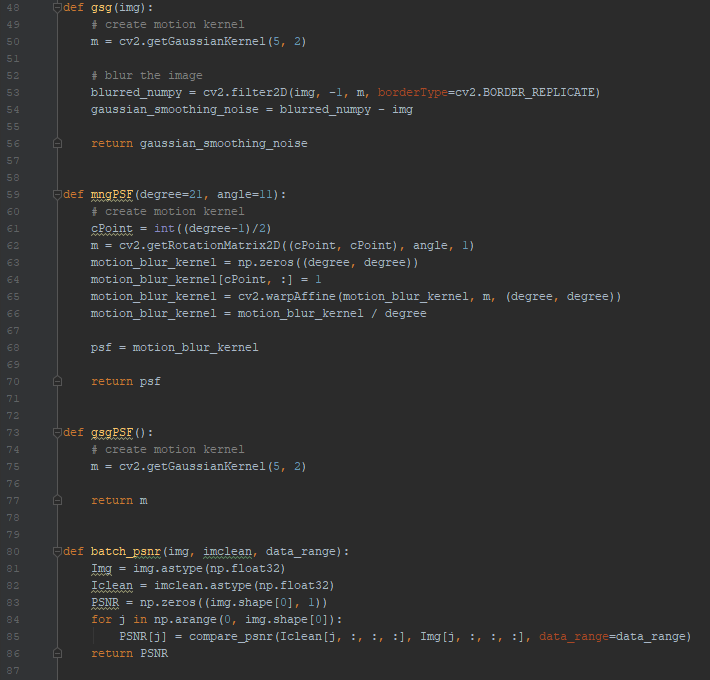 48 def gsg(img):
49     # create motion kernel
50     m = cv2.getGaussianKernel(5, 2)
51
52     # blur the image
53     blurred_numpy = cv2.filter2D(img, -1, m, borderType=cv2.BORDER_REPLICATE)
54     gaussian_smoothing_noise = blurred_numpy - img
55
56     return gaussian_smoothing_noise
57
58
59 def mngPSF(degree=21, angle=11):
60     # create motion kernel
61     cPoint = int((degree-1)/2)
62     m = cv2.getRotationMatrix2D((cPoint, cPoint), angle, 1)
63     motion_blur_kernel = np.zeros((degree, degree))
64     motion_blur_kernel[cPoint, :] = 1
65     motion_blur_kernel = cv2.warpAffine(motion_blur_kernel, m, (degree, degree))
66     motion_blur_kernel = motion_blur_kernel / degree
67
68     psf = motion_blur_kernel
69
70     return psf
71
72
73 def gsgPSF():
74     # create motion kernel
75     m = cv2.getGaussianKernel(5, 2)
76
77     return m
78
79
80 def batch_psnr(img, imclean, data_range):
81     Img = img.astype(np.float32)
82     Iclean = imclean.astype(np.float32)
83     PSNR = np.zeros((img.shape[0], 1))
84     for j in np.arange(0, img.shape[0]):
85         PSNR[j] = compare_psnr(Iclean[j, :, :, :], Img[j, :, :, :], data_range=data_range)
86     return PSNR
87